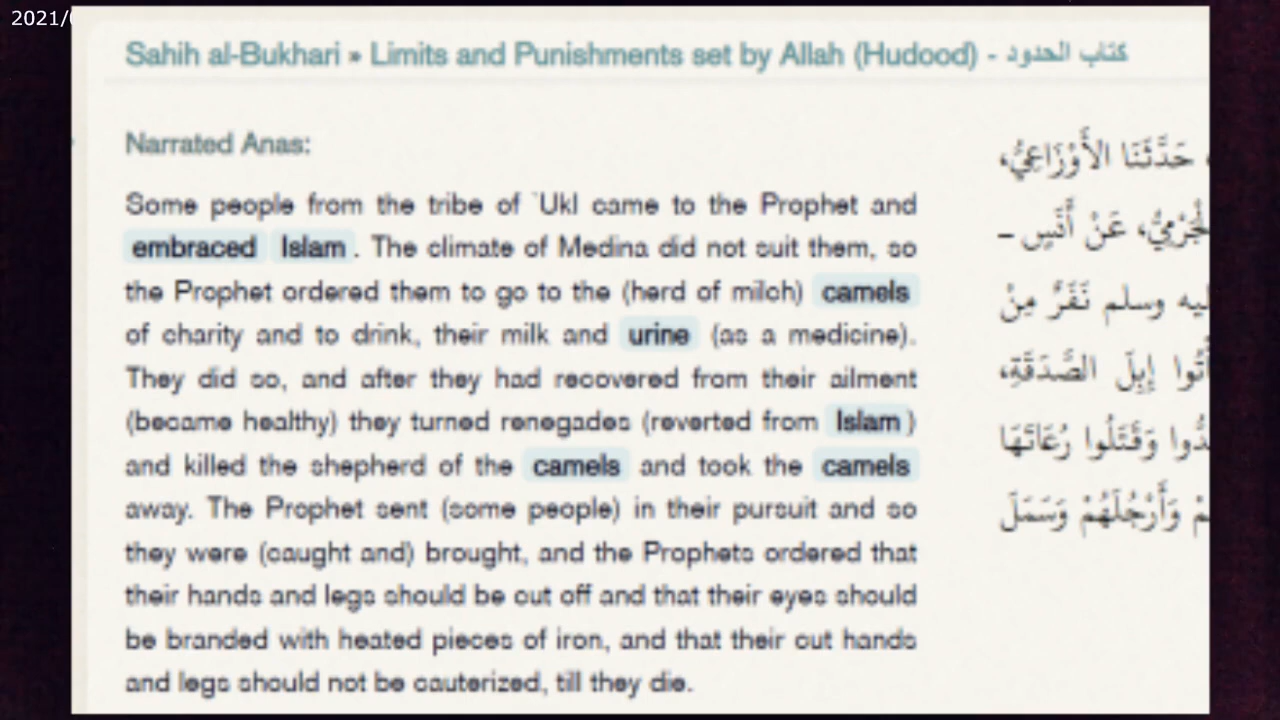 2021/0
Sahih al-Bukhari » Limits and Punishments set by Allah (Hudood) - كتاب الحدود
Narrated Anas:
Some people from the tribe of `Ukl came to the Prophet and
embraced Islam. The climate of Medina did not suit them, so
the Prophet ordered them to go to the (herd of milch) camels
of charity and to drink, their milk and urine (as a medicine).
They did so, and after they had recovered from their ailment
(became healthy) they turned renegades (reverted from Islam)
and killed the shepherd of the camels and took the camels
away. The Prophet sent (some people) in their pursuit and so
they were (caught and) brought, and the Prophets ordered that
their hands and legs should be cut off and that their eyes should
be branded with heated pieces of iron, and that their cut hands
and legs should not be cauterized, till they die.
، حَدَّثَنَا الأَوْزَاعِيُّ،
الْجَرْمِيُّ، عَنْ أَنَسٍ -
ليه وسلم نَفَرٌ مِنْ
أْتُوا إِبِلَ الصَّدَقَةِ،
دُّوا وَقَتَلُوا رُعَاتَهَا
مْ وَأَرْجُلَهُمْ وَسَمَلَ